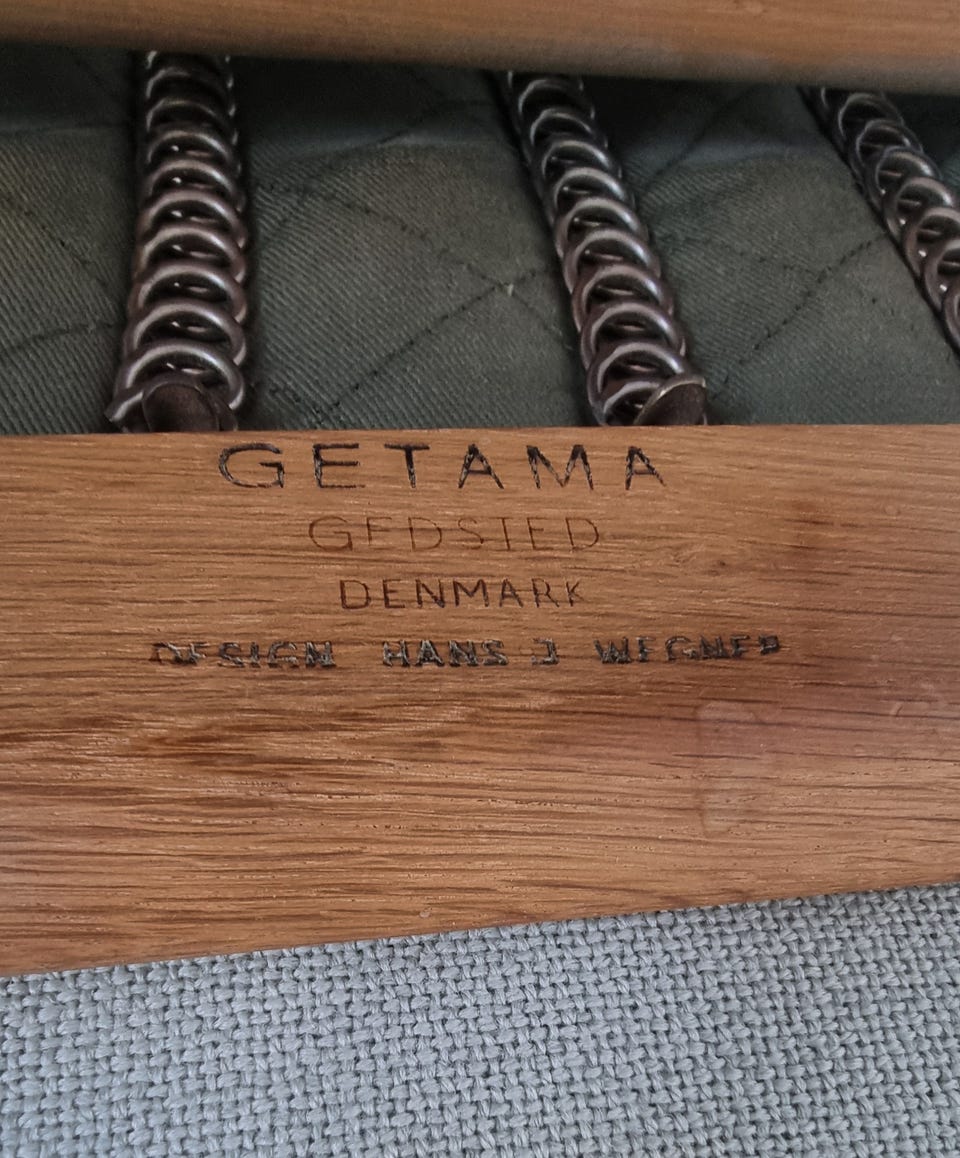 GETAMA
GEDSTED
DENMARK
DESIGN HANS J WEGNER